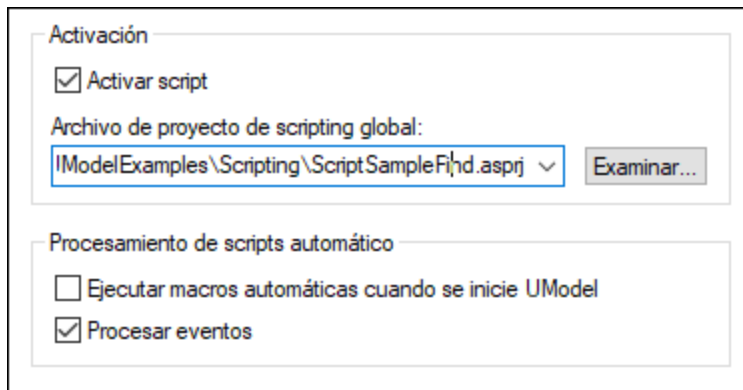 Activación
Activar script
Archivo de proyecto de scripting global:
ModelExamples\Scripting\ScriptSampleFind.asprj
Examinar...
Procesamiento de scripts automático
Ejecutar macros automáticas cuando se inicie UModel
Procesar eventos